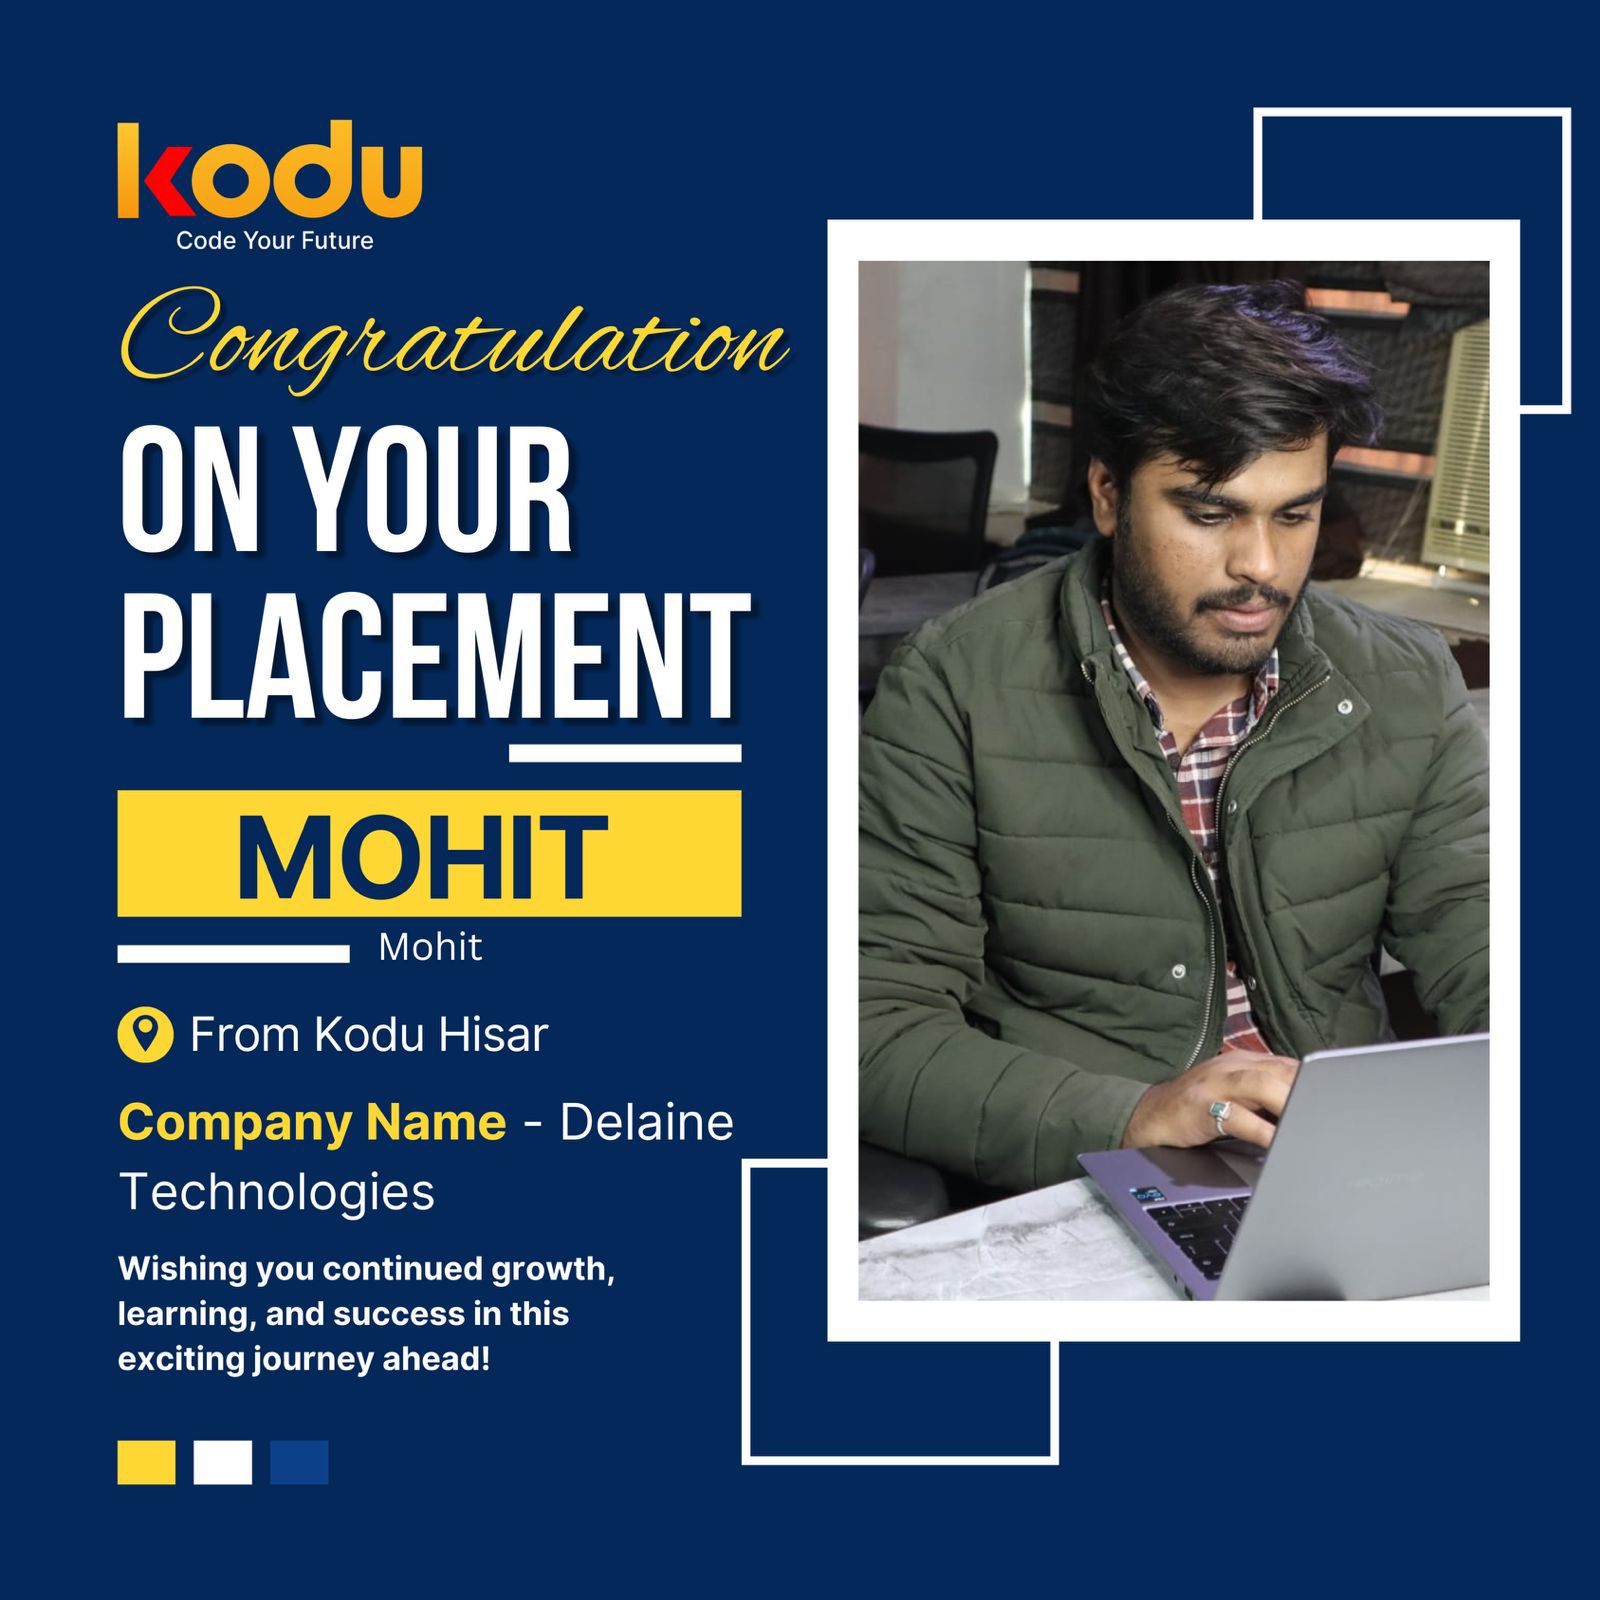 kodu
Code Your Future
Congratulation
ON YOUR
PLACEMENT
MOHIT
Mohit
From Kodu Hisar
Company Name - Delaine
Technologies
Wishing you continued growth,
learning, and success in this
exciting journey ahead!
realme